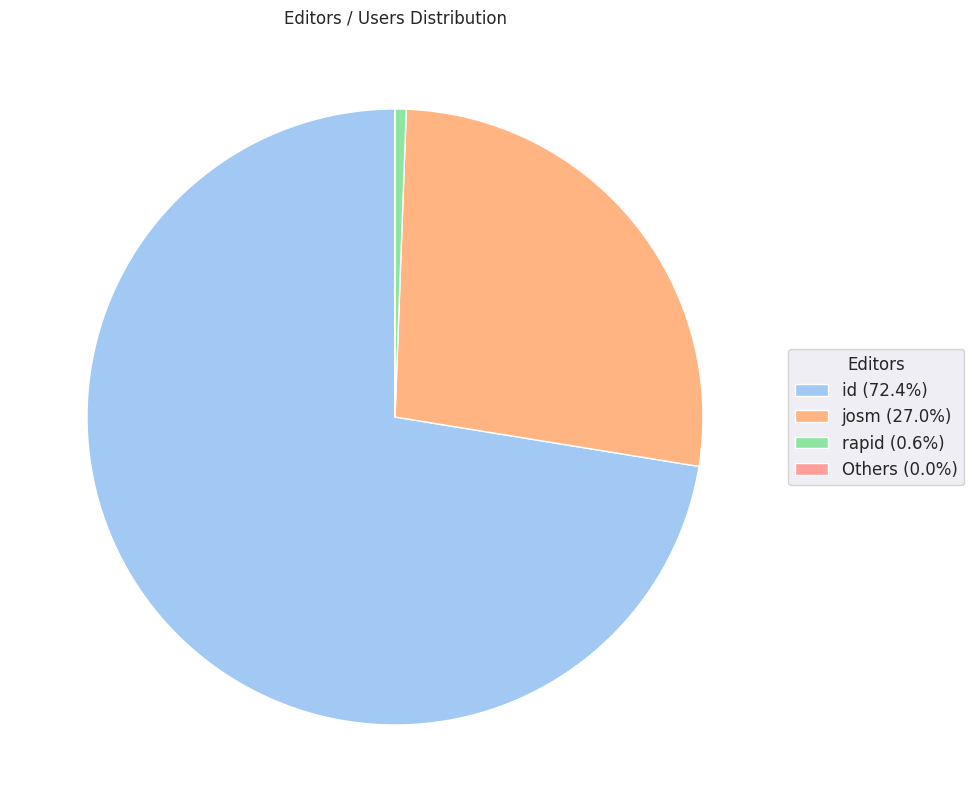 Editors / Users Distribution
Editors
id (72.4%)
josm (27.0%)
rapid (0.6%)
Others (0.0%)